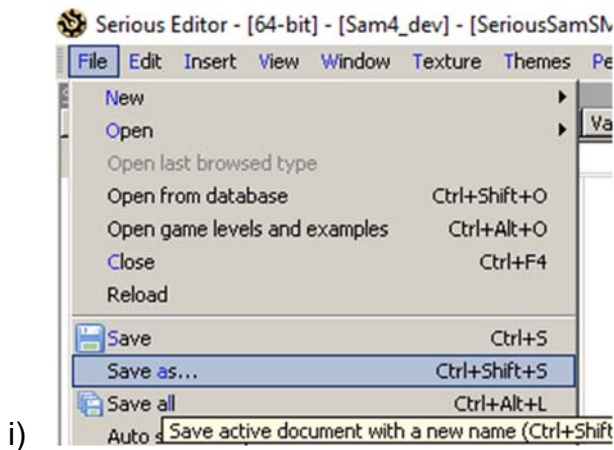 Serious Editor - [64-bit] - [Sam4_dev] - [SeriousSamSM
File Edit Insert View Window Texture Themes Pe
New
Open Va
Open last browsed type
Open from database Ctrl+Shift+O
Open game levels and examples Ctrl+Alt+O
Close Ctrl+F4
Reload
Save Ctrl+S
Save as... Ctrl+Shift+S
Save all Ctrl+Alt+L
i) Auto s Save active document with a new name (Ctrl+Shift